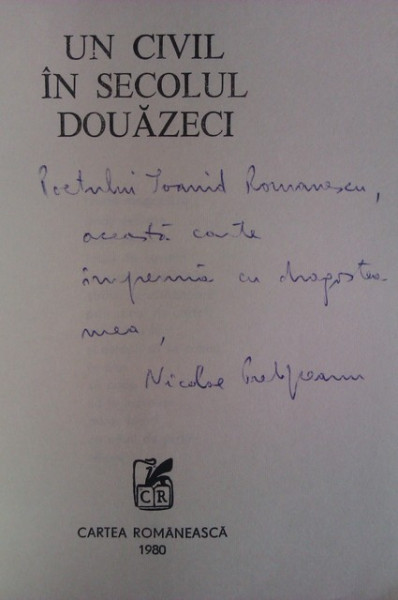 UN CIVIL
ÎN SECOLUL
DOUĂZECI
Poetului Ioanid Romanescu,
această carte
împreună cu dragostea
mea,
Nicolae Prelipceanu
CR
CARTEA ROMÂNEASCĂ
1980